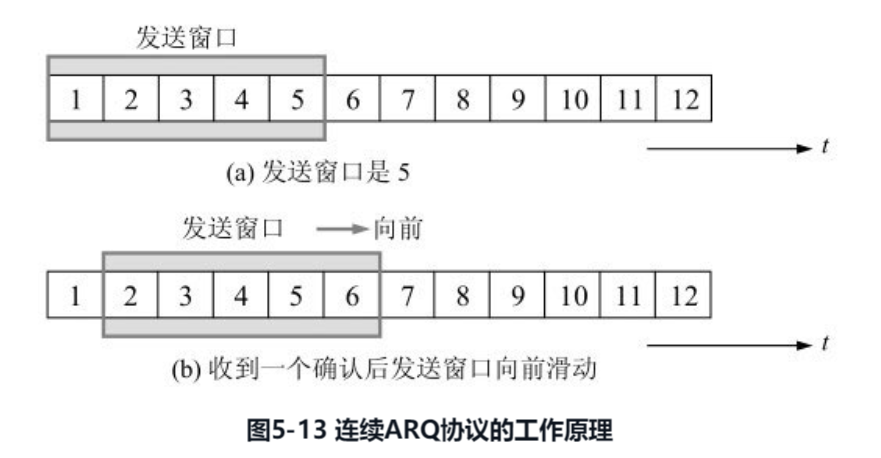 发送窗口
1 2 3 4 5 6 7 8 9 10 11 12
t
(a) 发送窗口是 5
发送窗口 向前
1 2 3 4 5 6 7 8 9 10 11 12
t
(b) 收到一个确认后发送窗口向前滑动
图5-13 连续ARQ协议的工作原理